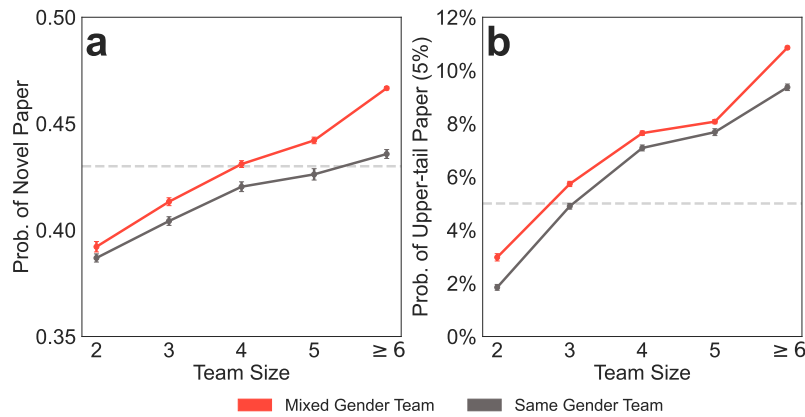 a
Prob. of Novel Paper
0.50
0.45
0.40
0.35
2 3 4 5 ≥ 6
Team Size
b
Prob. of Upper-tail Paper (5%)
12%
10%
8%
6%
4%
2%
0%
2 3 4 5 ≥ 6
Team Size
Mixed Gender Team
Same Gender Team